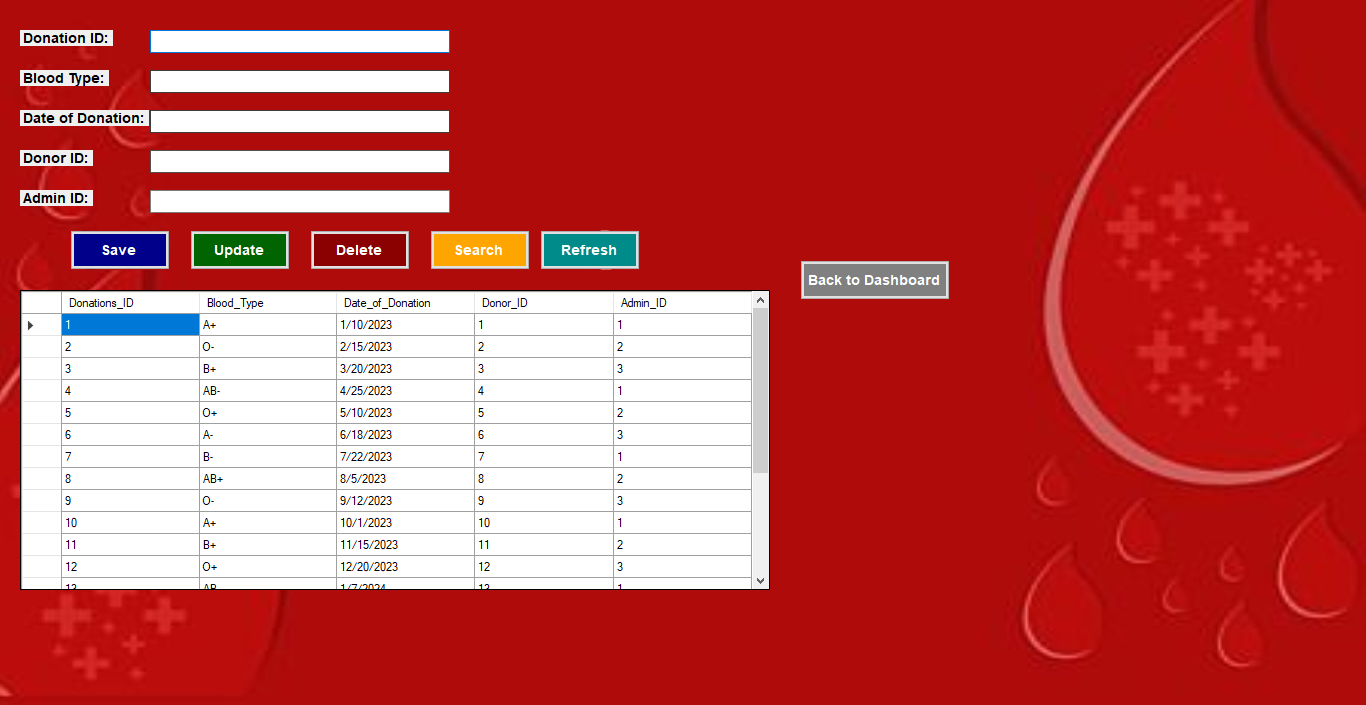 Donation ID:
Blood Type:
Date of Donation:
Donor ID:
Admin ID:
Save Update Delete Search Refresh
Back to Dashboard
Donations_ID Blood_Type Date_of_Donation Donor_ID Admin_ID
1 A+ 1/10/2023 1 1
2 O- 2/15/2023 2 2
3 B+ 3/20/2023 3 3
4 AB- 4/25/2023 4 1
5 O+ 5/10/2023 5 2
6 A- 6/18/2023 6 3
7 B- 7/22/2023 7 1
8 AB+ 8/5/2023 8 2
9 O- 9/12/2023 9 3
10 A+ 10/1/2023 10 1
11 B+ 11/15/2023 11 2
12 O+ 12/20/2023 12 3